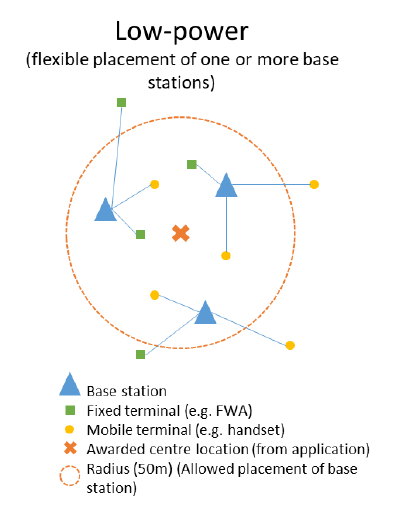 Low-power
(flexible placement of one or more base
stations)
Base station
Fixed terminal (e.g. FWA)
Mobile terminal (e.g. handset)
Awarded centre location (from application)
Radius (50m) (Allowed placement of base
station)